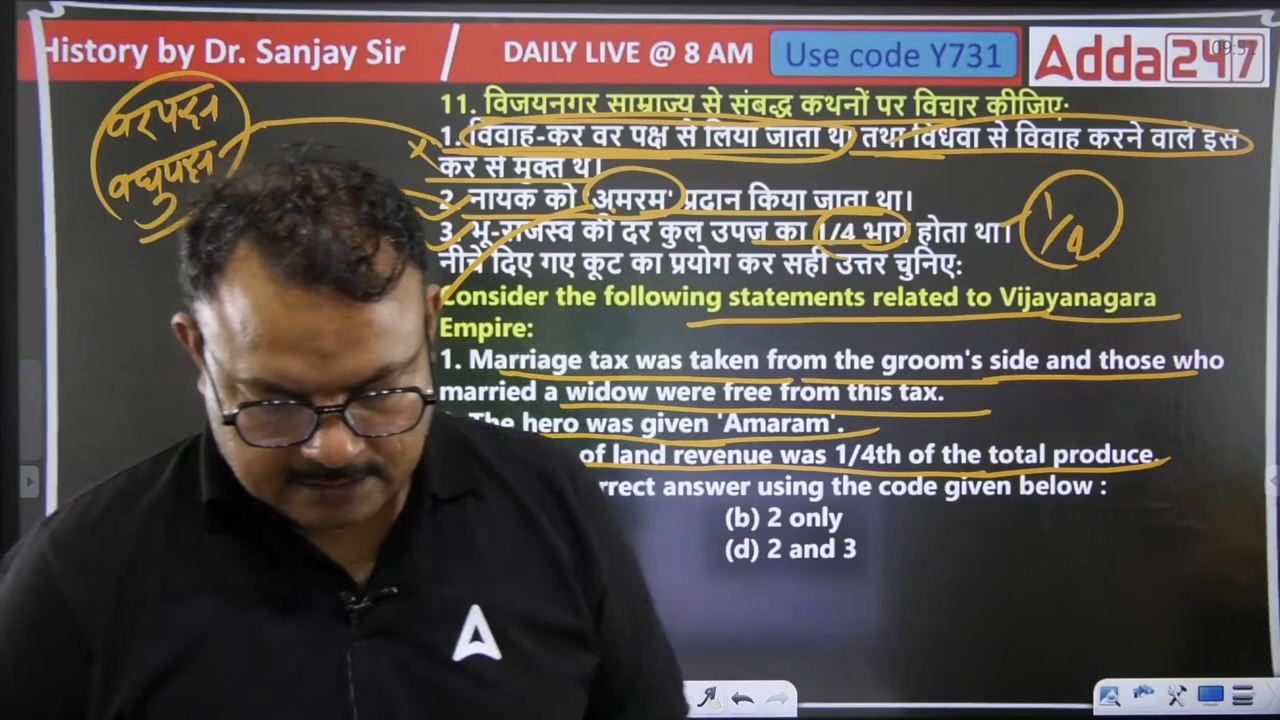 History by Dr. Sanjay Sir
DAILY LIVE @ 8 AM
Use code Y731
Adda 247
वरपक्ष
वधुपक्ष
11. विजयनगर साम्राज्य से संबद्ध कथनों पर विचार कीजिएः
1. विवाह-कर वर पक्ष से लिया जाता था तथा विधवा से विवाह करने वाले इस
कर से मुक्त थे।
2. नायक को 'अमरम' प्रदान किया जाता था।
3. भू-राजस्व की दर कुल उपज का 1/4 भाग होता था।
1/4
नीचे दिए गए कूट का प्रयोग कर सही उत्तर चुनिए:
Consider the following statements related to Vijayanagara
Empire:
1. Marriage tax was taken from the groom's side and those who
married a widow were free from this tax.
The hero was given 'Amaram'.
of land revenue was 1/4th of the total produce.
answer using the code given below :
(b) 2 only
(d) 2 and 3